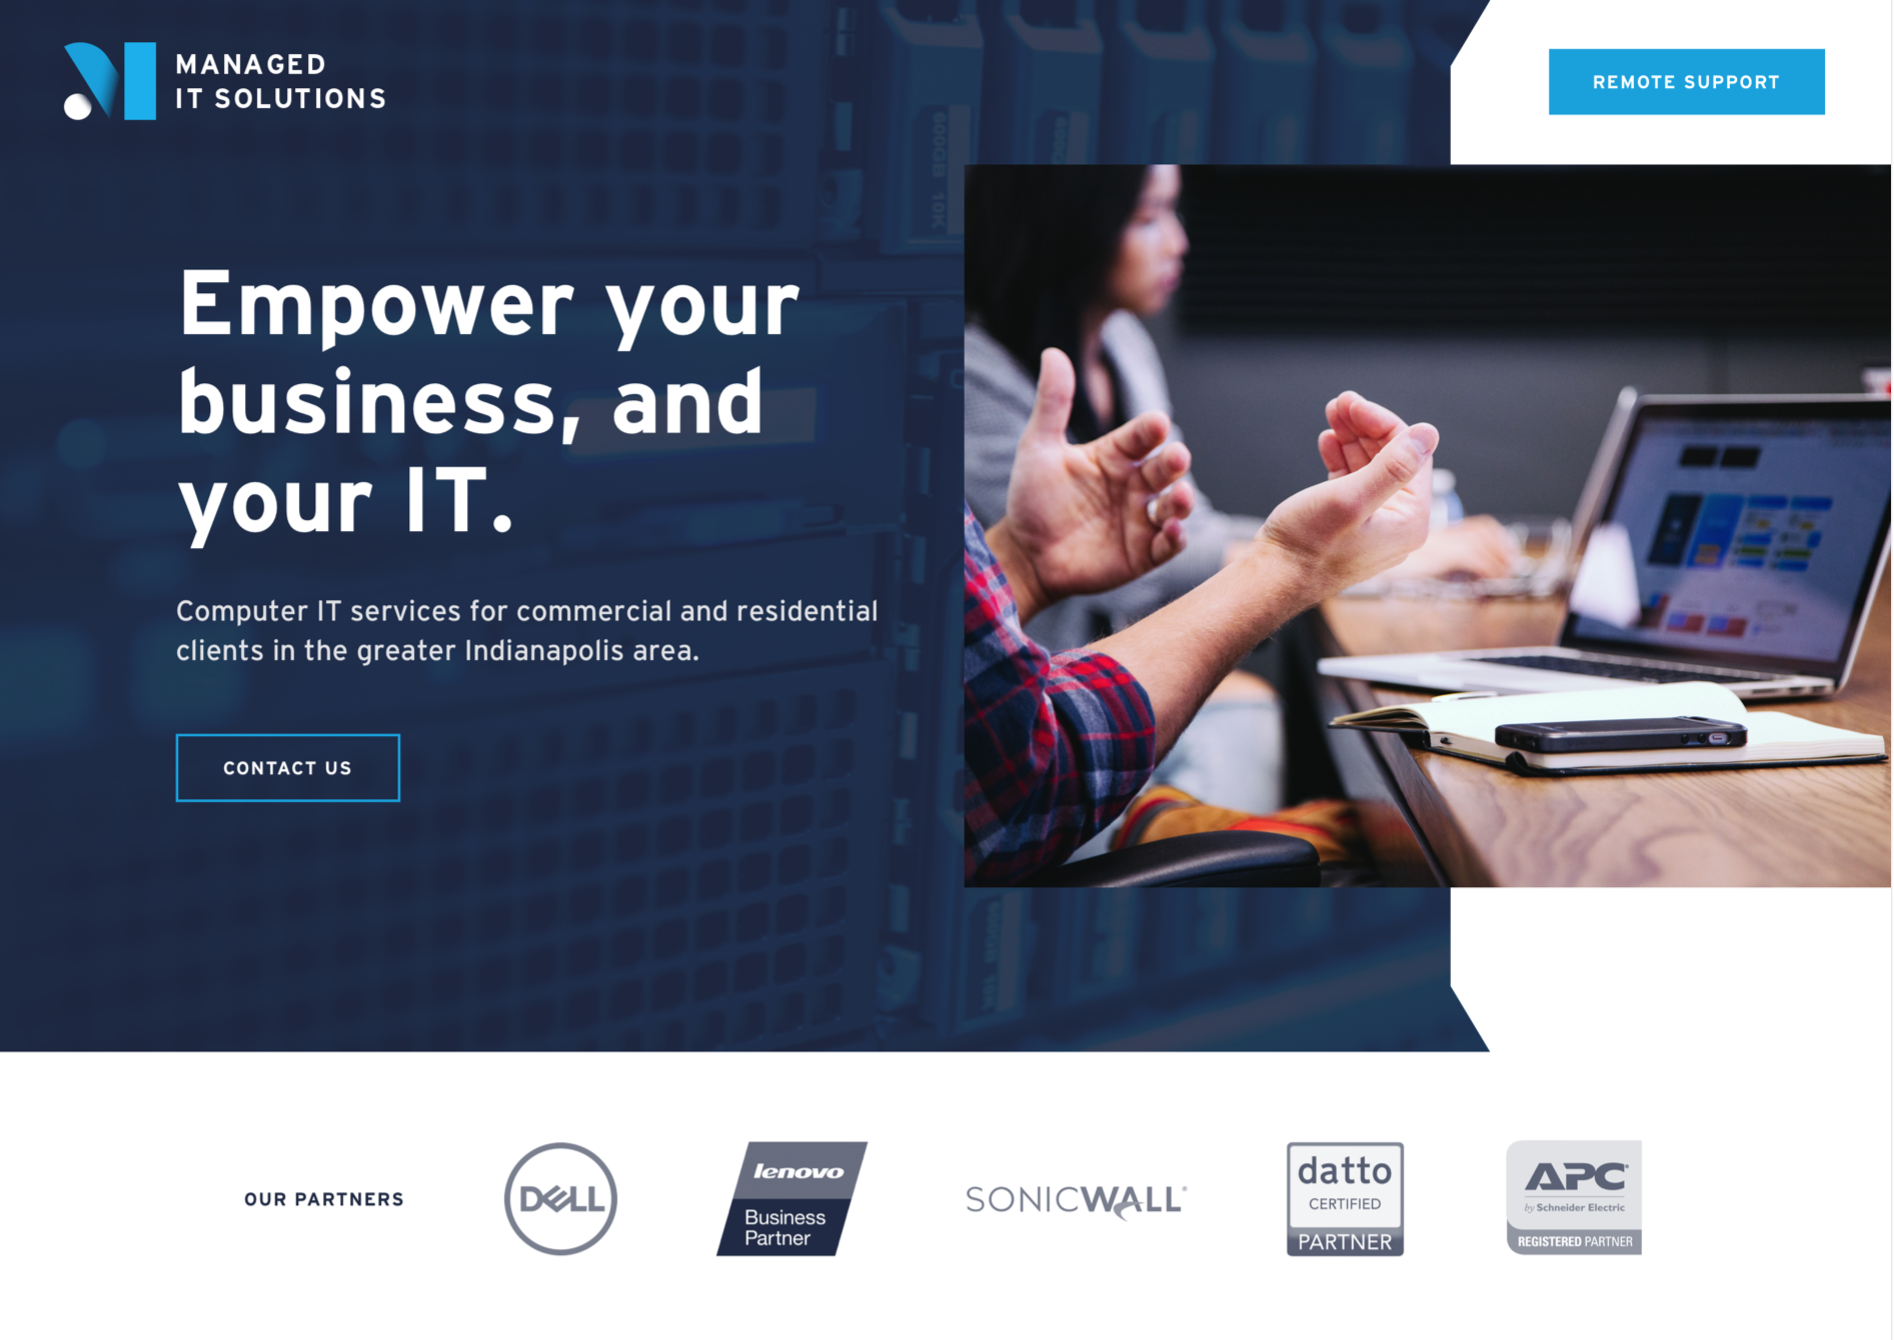 MANAGED
IT SOLUTIONS
REMOTE SUPPORT
600GB 10K
Empower your
business, and
your IT.
Computer IT services for commercial and residential
clients in the greater Indianapolis area.
CONTACT US
OUR PARTNERS
DELL
lenovo
Business
Partner
SONICWALL®
datto
CERTIFIED
PARTNER
APC®
by Schneider Electric
REGISTERED PARTNER